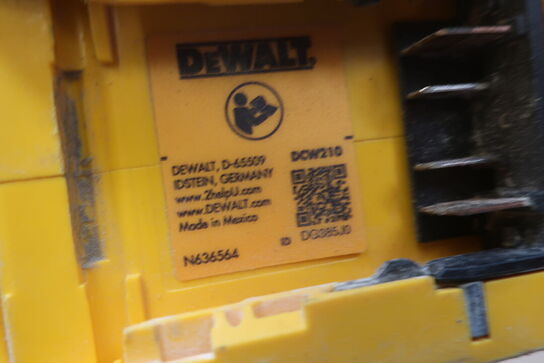 DEWALT
DEWALT, D-65509
IDSTEIN, GERMANY
www.2helpU.com
www.DEWALT.com
Made in Mexico
N636564
DCW210
ID DG385J0